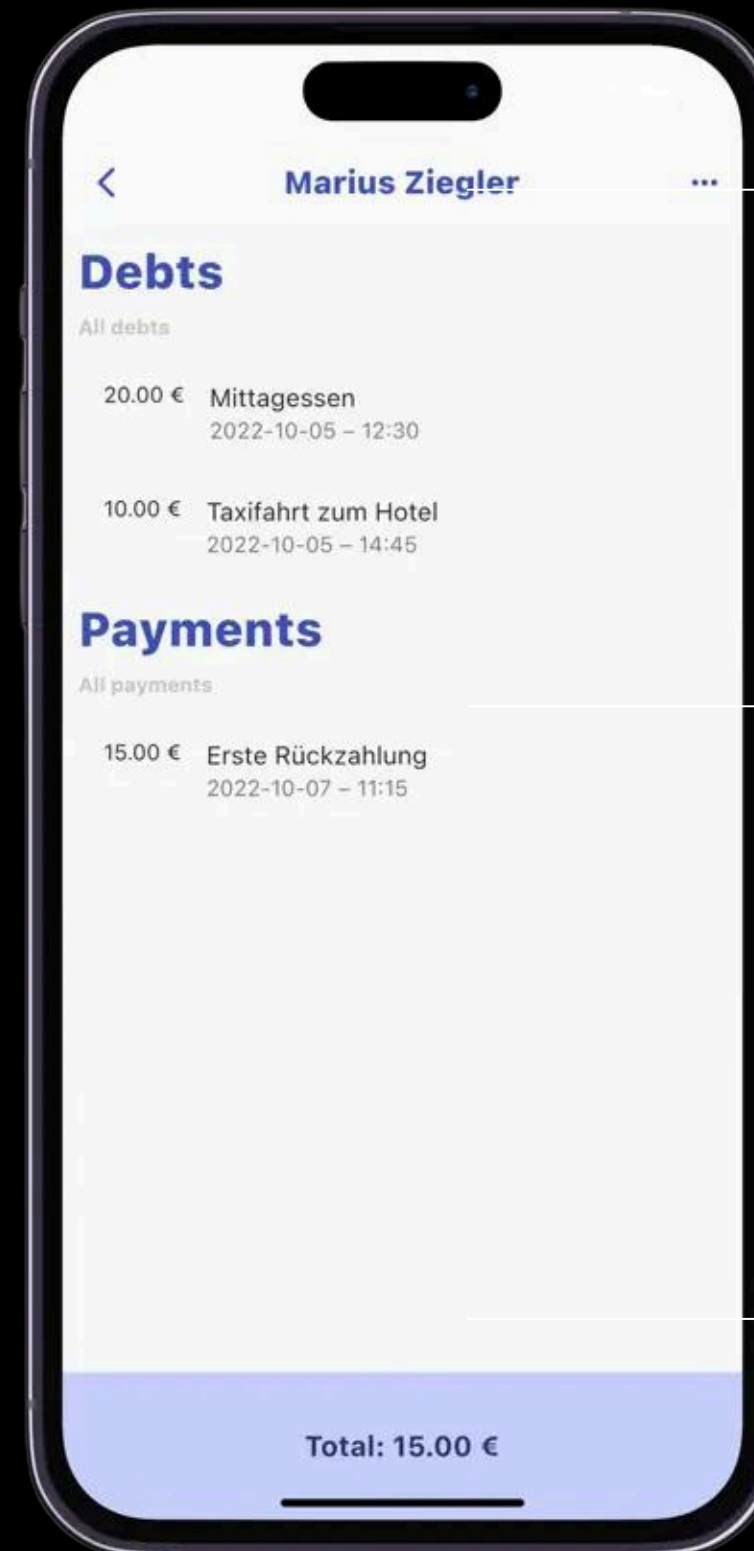 Marius Ziegler
Debts
All debts
20.00 € Mittagessen
2022-10-05 – 12:30
10.00 € Taxifahrt zum Hotel
2022-10-05 – 14:45
Payments
All payments
15.00 € Erste Rückzahlung
2022-10-07 – 11:15
Total: 15.00 €